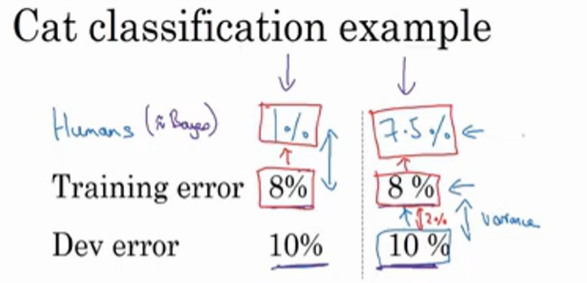 Cat classification example
Humans (≈ Bayes) 1% 7.5%
Training error 8% 8 %
2% Variance
Dev error 10% 10 %